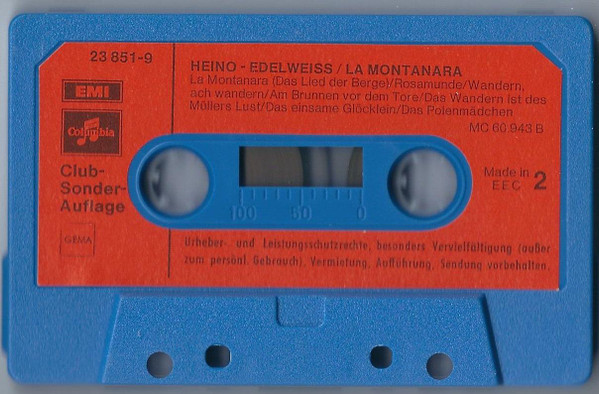 23 851-9
HEINO - EDELWEISS / LA MONTANARA
La Montanara (Das Lied der Berge)/Rosamunde/Wandern,
ach wandern/Am Brunnen vor dem Tore/Das Wandern ist des
Müllers Lust/Das einsame Glöcklein/Das Polenmädchen
MC 60 943 B
EMI
Columbia
Club-
Sonder-
Auflage
GEMA
100 50 0
Made in
EEC 2
Urheber- und Leistungsschutzrechte, besonders Vervielfältigung (außer
zum persönl. Gebrauch), Vermietung, Aufführung, Sendung vorbehalten.